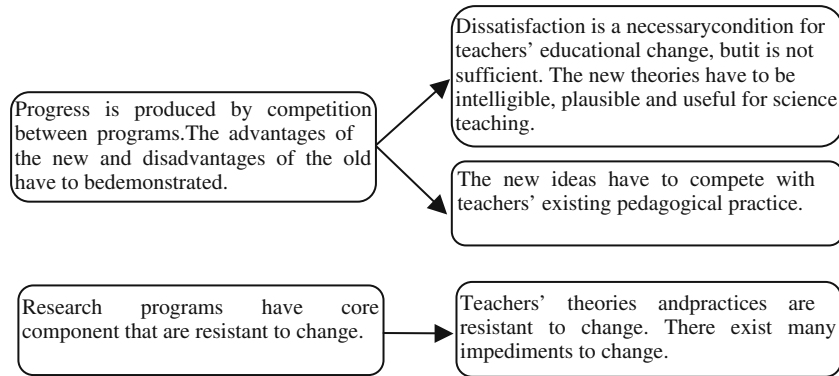 Progress is produced by competition
between programs.The advantages of
the new and disadvantages of the old
have to bedemonstrated.
Dissatisfaction is a necessarycondition for
teachers’ educational change, butit is not
sufficient. The new theories have to be
intelligible, plausible and useful for science
teaching.
The new ideas have to compete with
teachers’ existing pedagogical practice.
Research programs have core
component that are resistant to change.
Teachers’ theories andpractices are
resistant to change. There exist many
impediments to change.